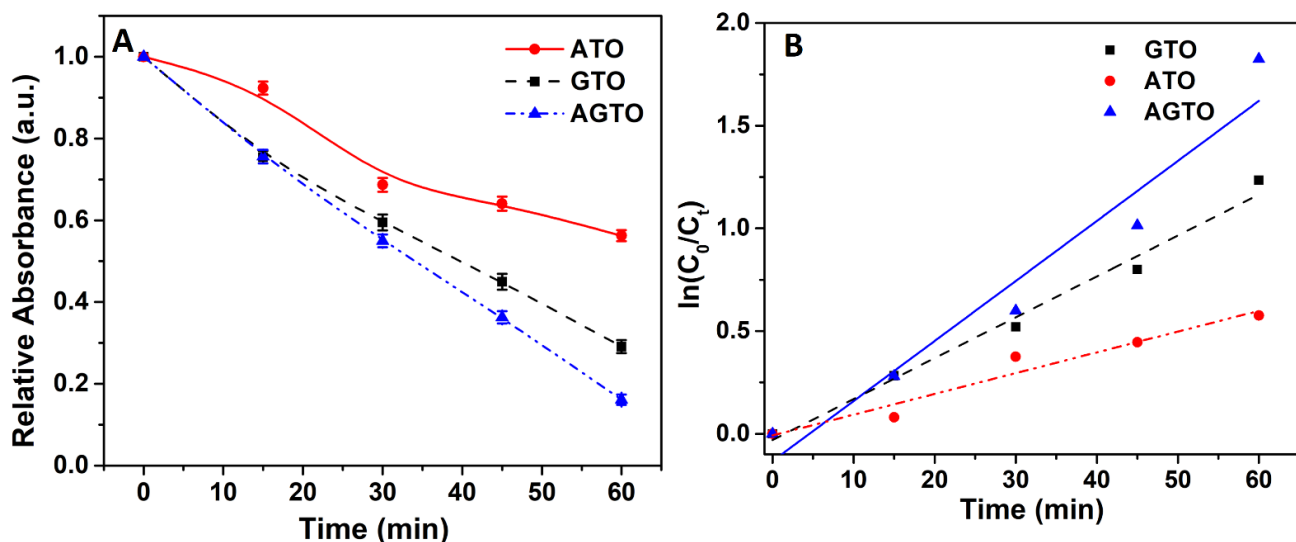 A
ATO
GTO
AGTO
Relative Absorbance (a.u.)
1.0
0.8
0.6
0.4
0.2
0.0
0 10 20 30 40 50 60
Time (min)
B
GTO
ATO
AGTO
ln(C₀/Cₜ)
2.0
1.5
1.0
0.5
0.0
0 10 20 30 40 50 60
Time (min)